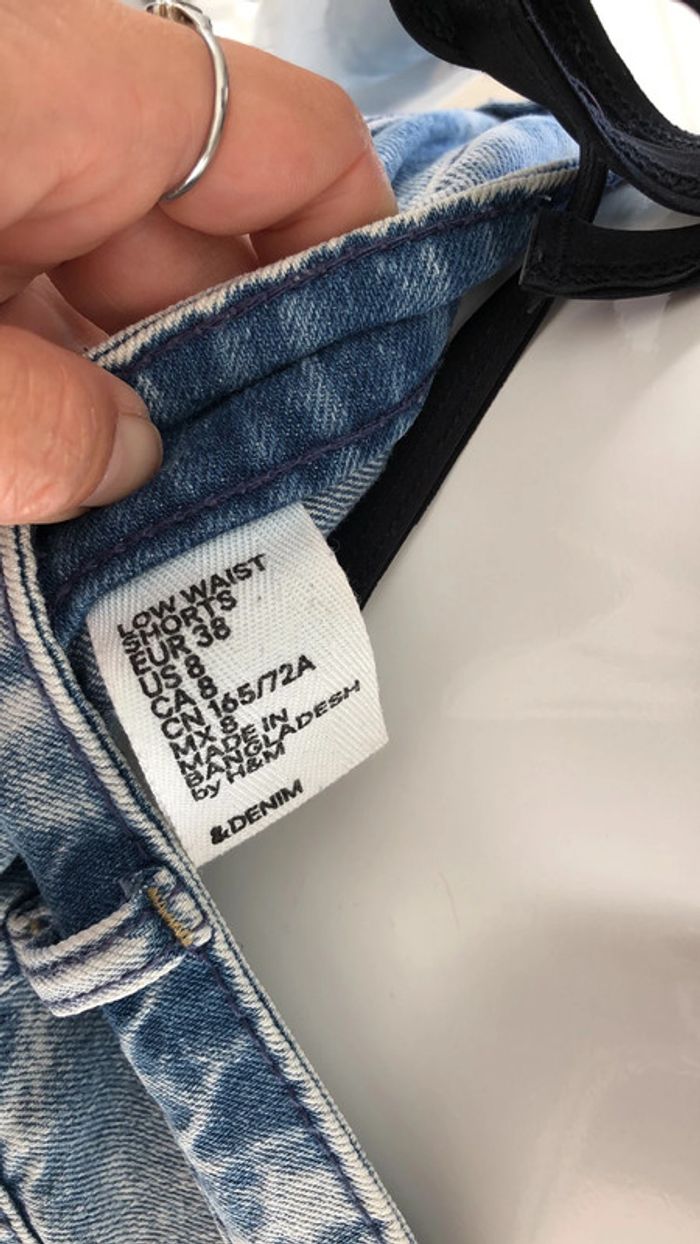 LOW WAIST
SHORTS
EUR 38
US 8
CA 8
CN 165/72A
MX 8
MADE IN
BANGLADESH
by H&M
&DENIM